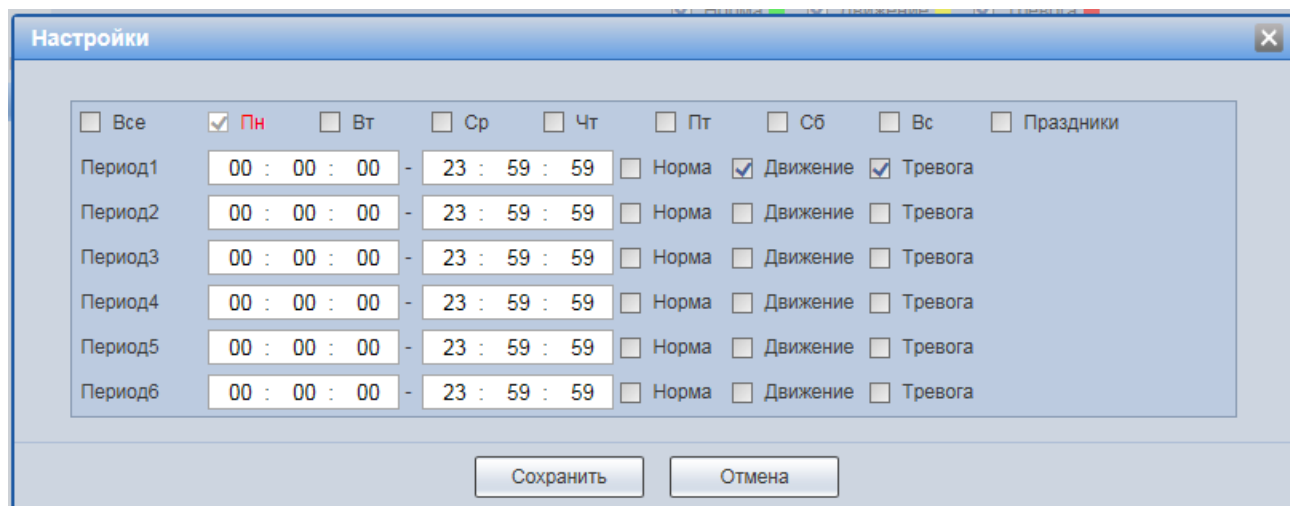 Норма Движение Тревога
Настройки
Все Пн Вт Ср Чт Пт Сб Вс Праздники
Период1 00 : 00 : 00 - 23 : 59 : 59 Норма Движение Тревога
Период2 00 : 00 : 00 - 23 : 59 : 59 Норма Движение Тревога
Период3 00 : 00 : 00 - 23 : 59 : 59 Норма Движение Тревога
Период4 00 : 00 : 00 - 23 : 59 : 59 Норма Движение Тревога
Период5 00 : 00 : 00 - 23 : 59 : 59 Норма Движение Тревога
Период6 00 : 00 : 00 - 23 : 59 : 59 Норма Движение Тревога
Сохранить Отмена